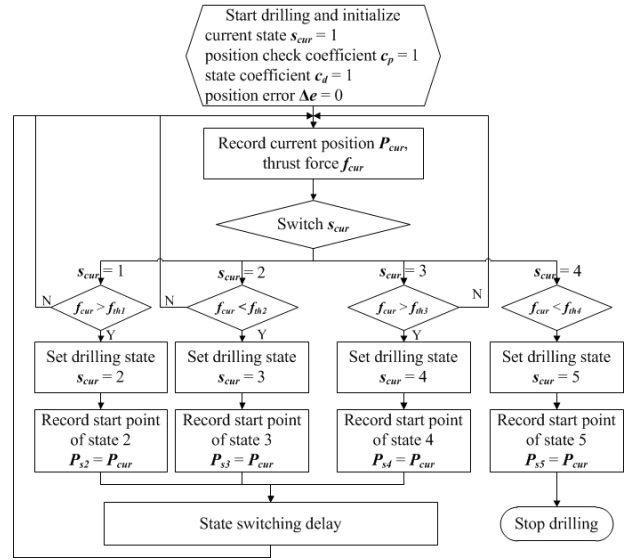 Start drilling and initialize
current state s_cur = 1
position check coefficient c_p = 1
state coefficient c_d = 1
position error Δe = 0
Record current position P_cur,
thrust force f_cur
Switch s_cur
s_cur = 1
s_cur = 2
s_cur = 3
s_cur = 4
N
f_cur > f_th1
N
f_cur < f_th2
f_cur > f_th3
N
f_cur < f_th4
Y
Y
Y
Set drilling state
s_cur = 2
Set drilling state
s_cur = 3
Set drilling state
s_cur = 4
Set drilling state
s_cur = 5
Record start point
of state 2
P_s2 = P_cur
Record start point
of state 3
P_s3 = P_cur
Record start point
of state 4
P_s4 = P_cur
Record start point
of state 5
P_s5 = P_cur
State switching delay
Stop drilling